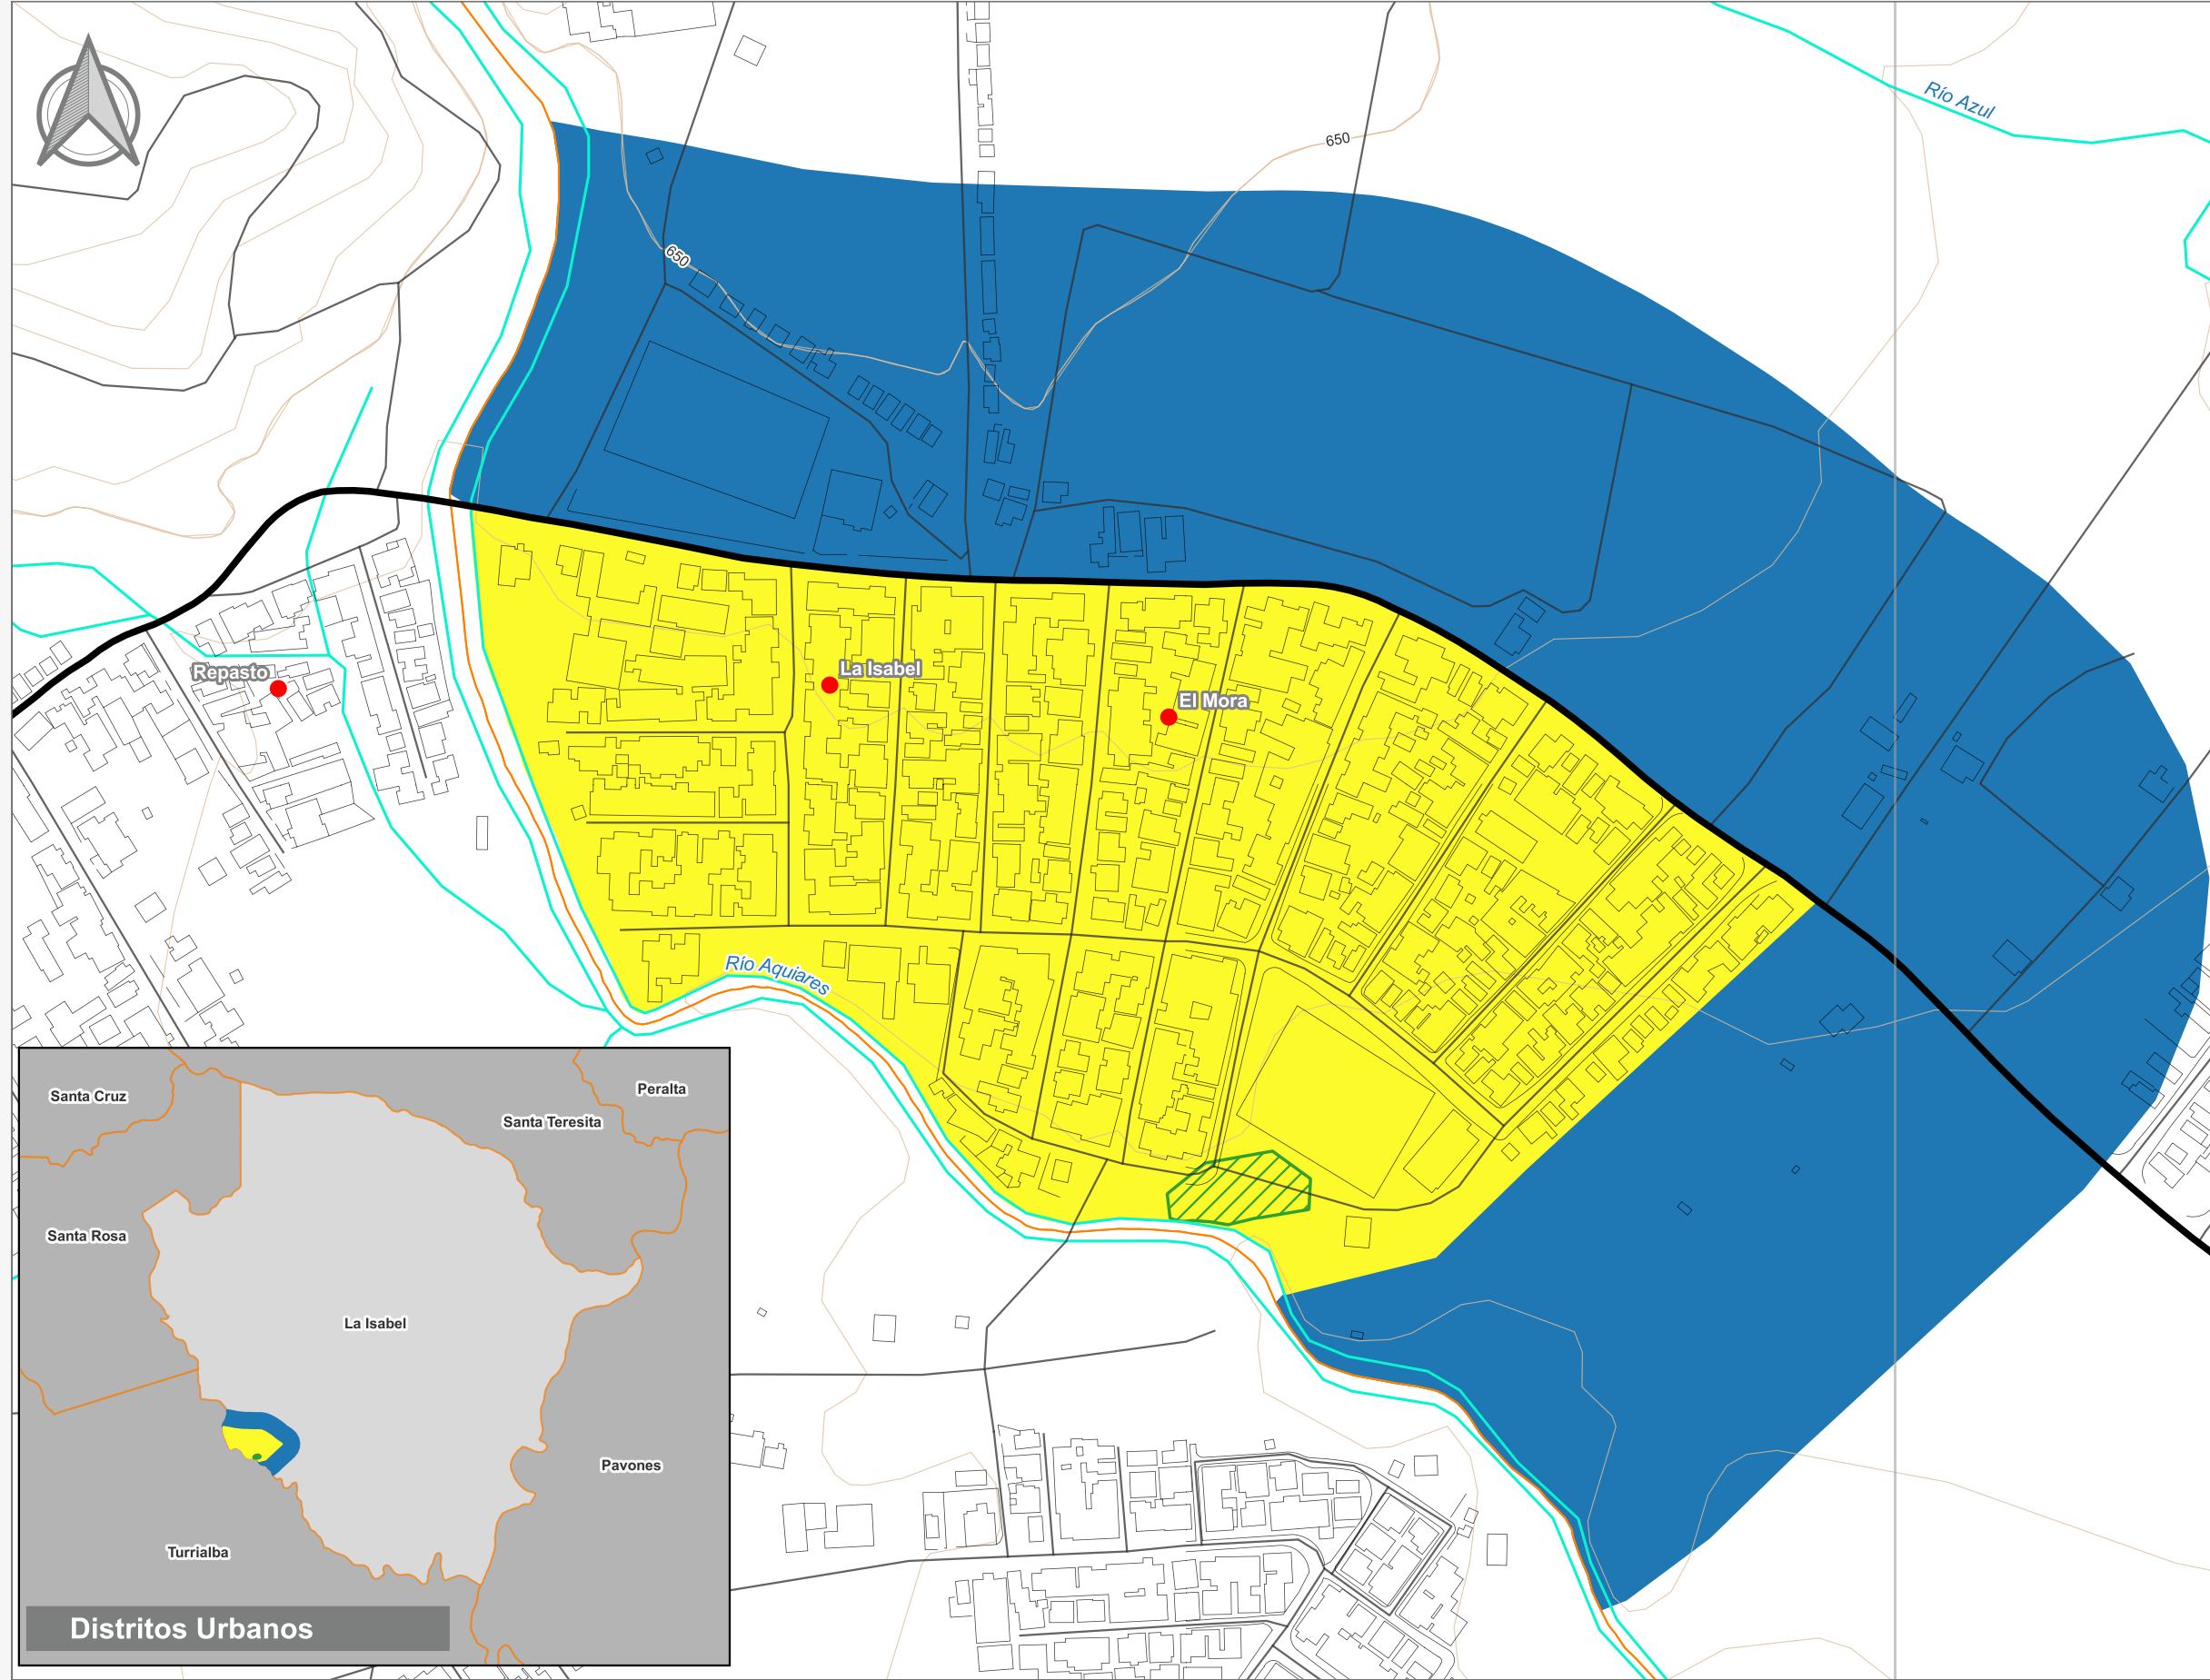 Río Azul
650
650
Repasto
La Isabel
El Mora
Río Aquiares
Santa Cruz
Peralta
Santa Teresita
Santa Rosa
La Isabel
Pavones
Turrialba
Distritos Urbanos